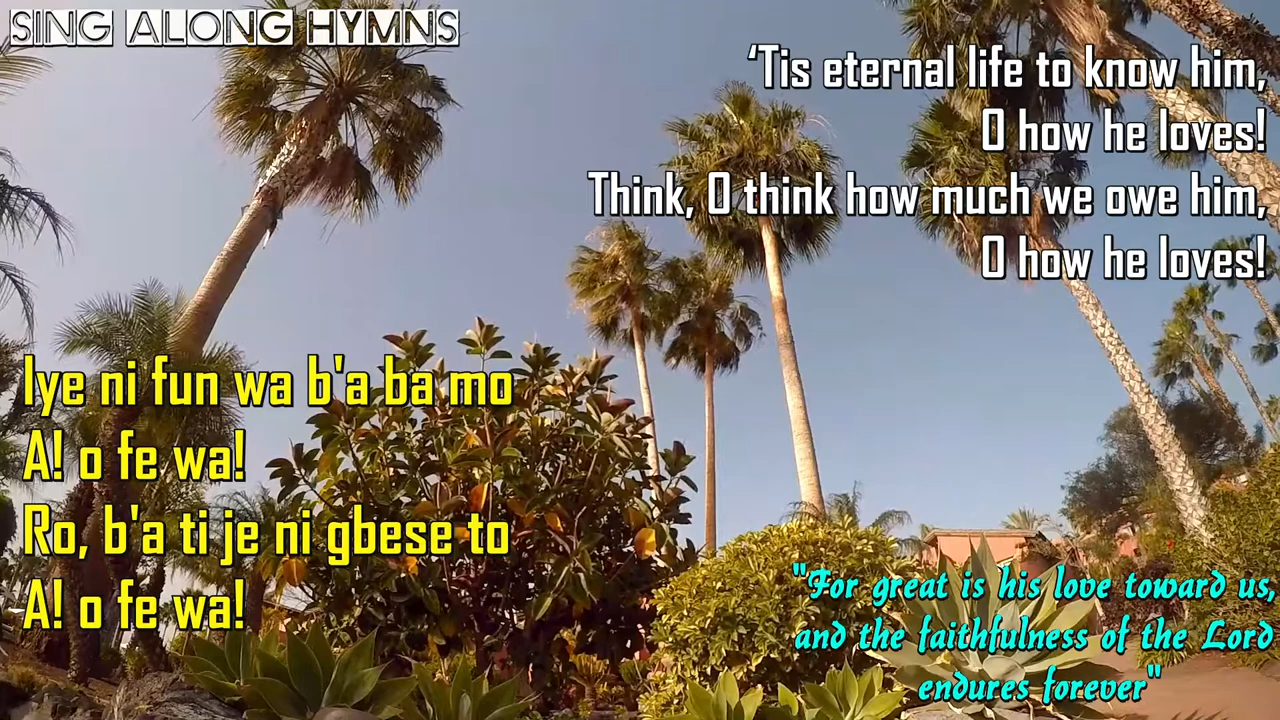 SING ALONG HYMNS
‘Tis eternal life to know him,
O how he loves!
Think, O think how much we owe him,
O how he loves!
Iye ni fun wa b'a ba mo
A! o fe wa!
Ro, b'a ti je ni gbese to
A! o fe wa!
"For great is his love toward us,
and the faithfulness of the Lord
endures forever"